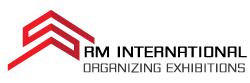 RM INTERNATIONAL
ORGANIZING EXHIBITIONS